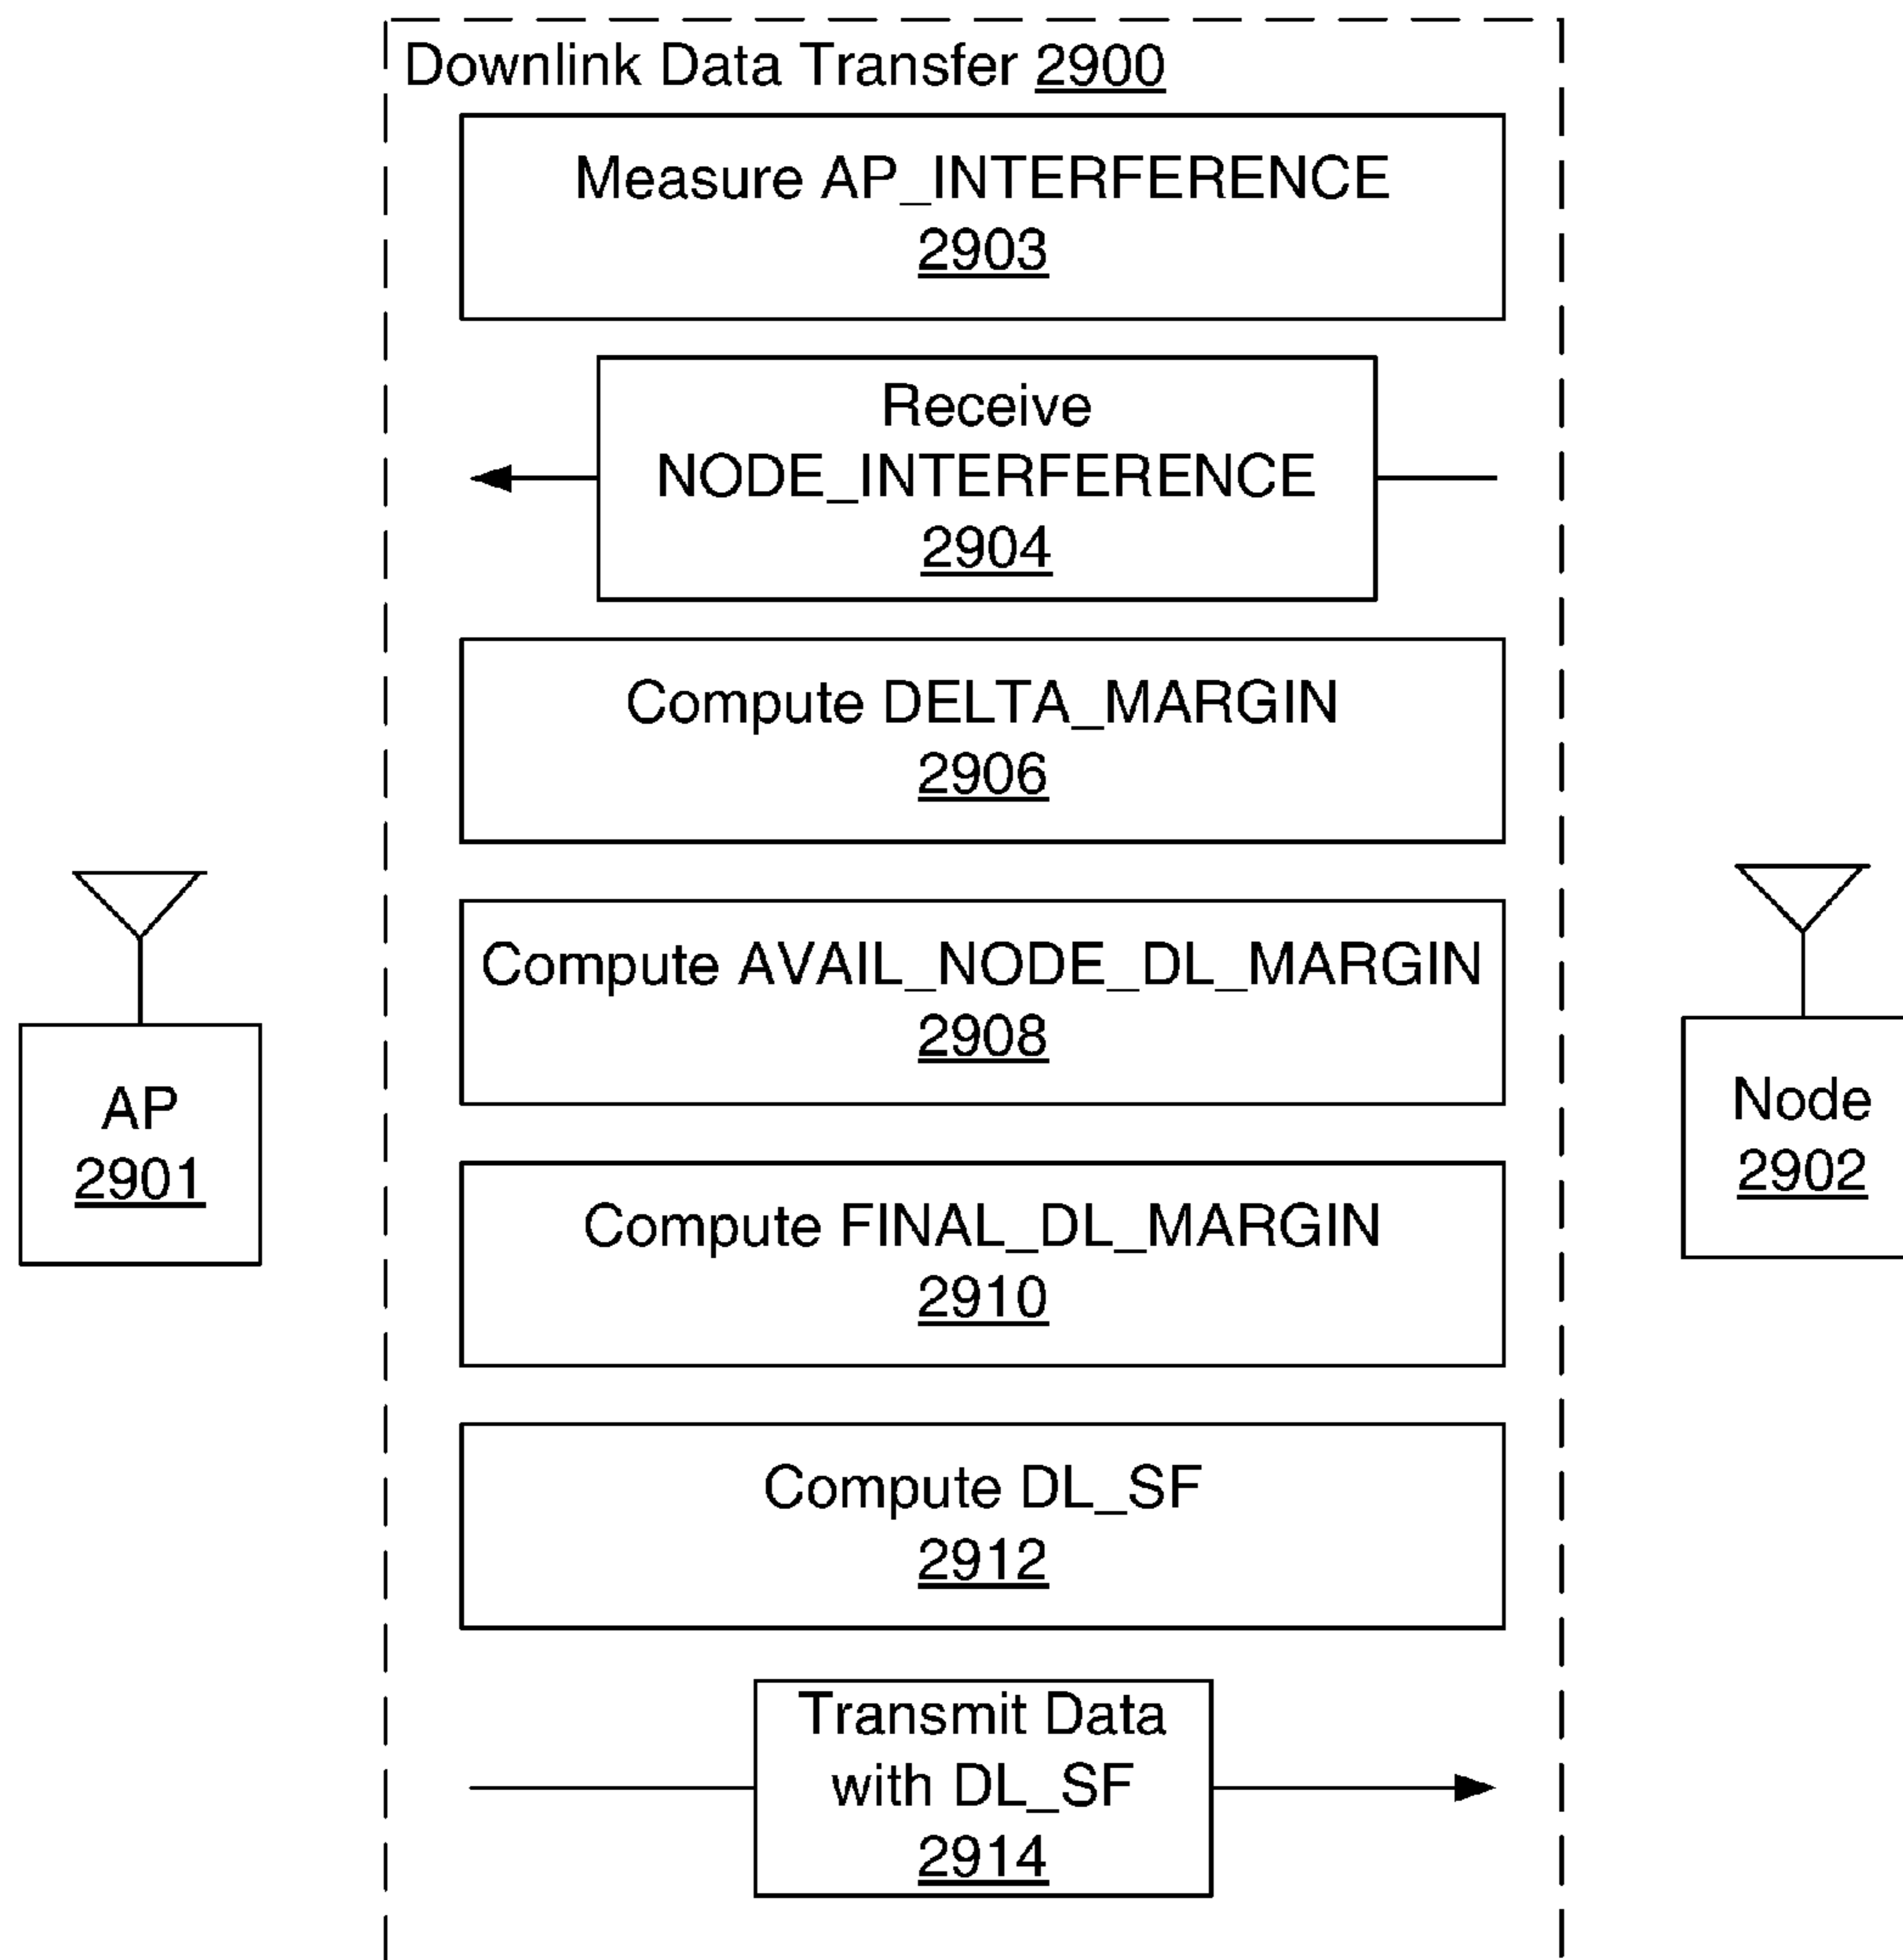 Downlink Data Transfer 2900
Measure AP_INTERFERENCE
2903
Receive
NODE_INTERFERENCE
2904
Compute DELTA_MARGIN
2906
Compute AVAIL_NODE_DL_MARGIN
2908
AP
2901
Node
2902
Compute FINAL_DL_MARGIN
2910
Compute DL_SF
2912
Transmit Data
with DL_SF
2914